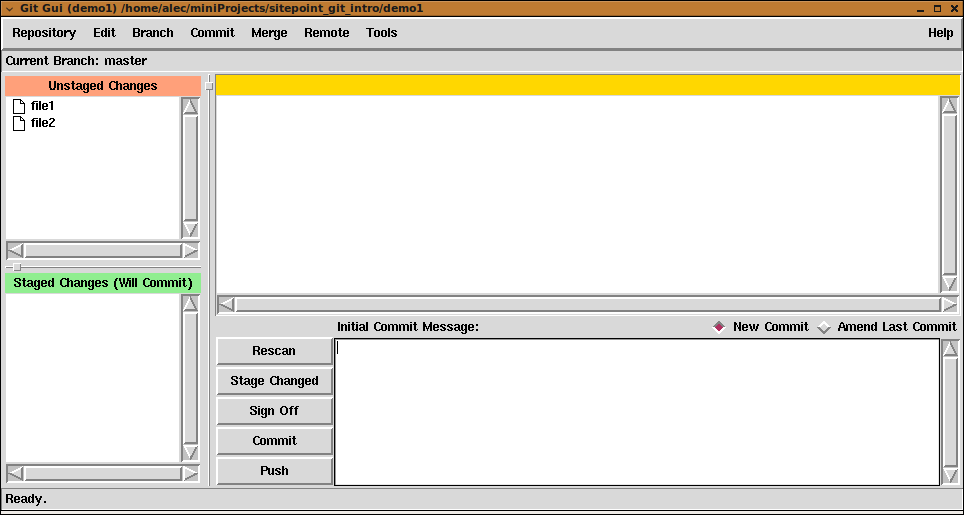 Git Gui (demo1) /home/alec/miniProjects/sitepoint_git_intro/demo1
Repository Edit Branch Commit Merge Remote Tools Help
Current Branch: master
Unstaged Changes
file1
file2
Staged Changes (Will Commit)
Initial Commit Message: New Commit Amend Last Commit
Rescan
Stage Changed
Sign Off
Commit
Push
Ready.